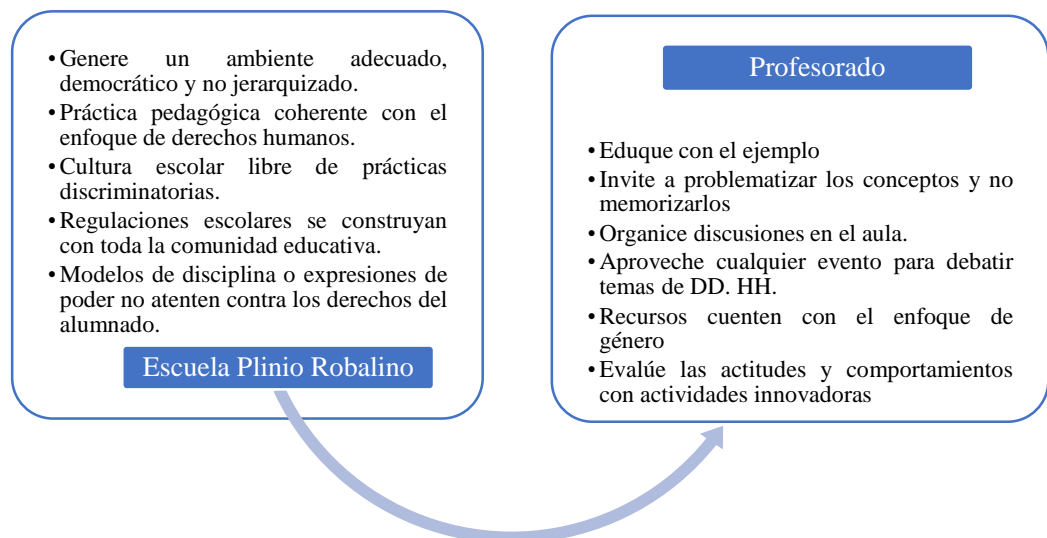 •Genere un ambiente adecuado,
democrático y no jerarquizado.
•Práctica pedagógica coherente con el
enfoque de derechos humanos.
•Cultura escolar libre de prácticas
discriminatorias.
•Regulaciones escolares se construyan
con toda la comunidad educativa.
•Modelos de disciplina o expresiones de
poder no atenten contra los derechos del
alumnado.
Escuela Plinio Robalino
Profesorado
•Eduque con el ejemplo
•Invite a problematizar los conceptos y no
memorizarlos
•Organice discusiones en el aula.
•Aproveche cualquier evento para debatir
temas de DD. HH.
•Recursos cuenten con el enfoque de
género
•Evalúe las actitudes y comportamientos
con actividades innovadoras